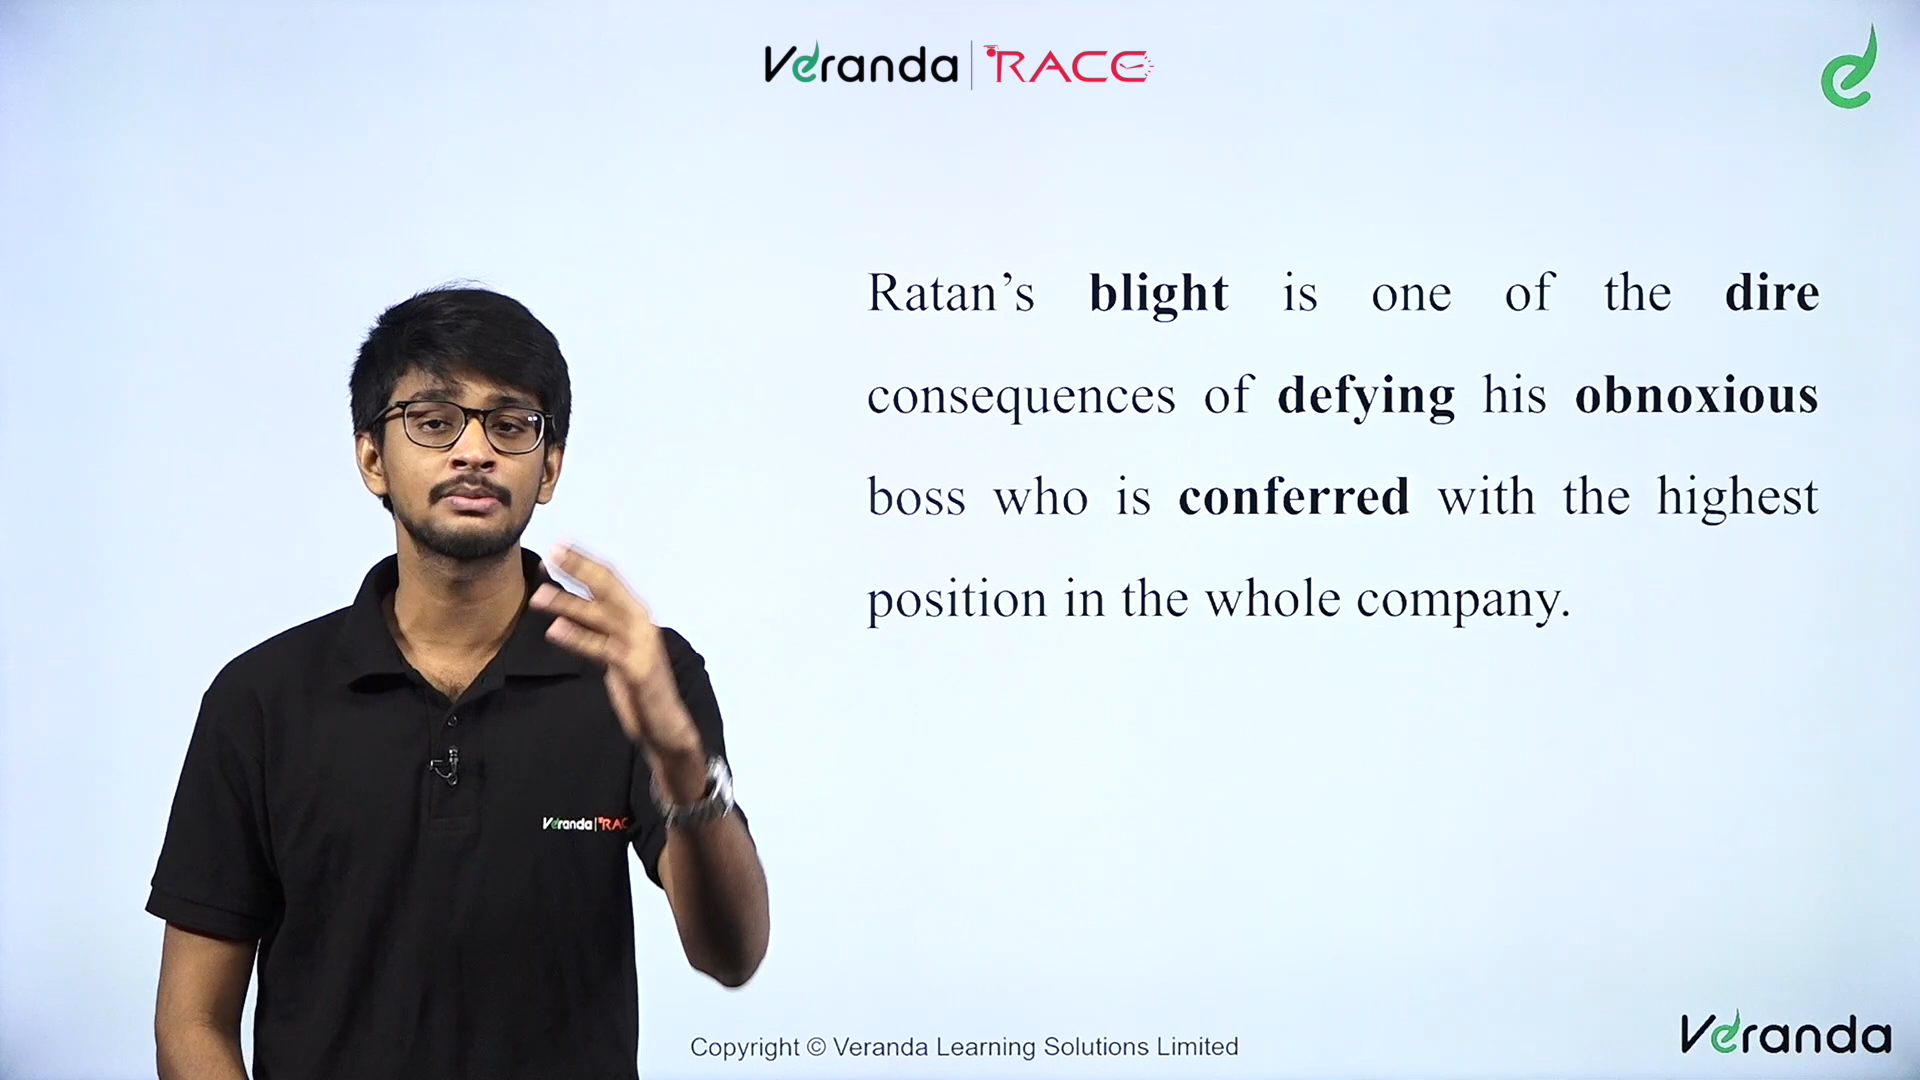 Veranda RACE
Ratan’s blight is one of the dire
consequences of defying his obnoxious
boss who is conferred with the highest
position in the whole company.
Veranda RAC
Copyright © Veranda Learning Solutions Limited
Veranda